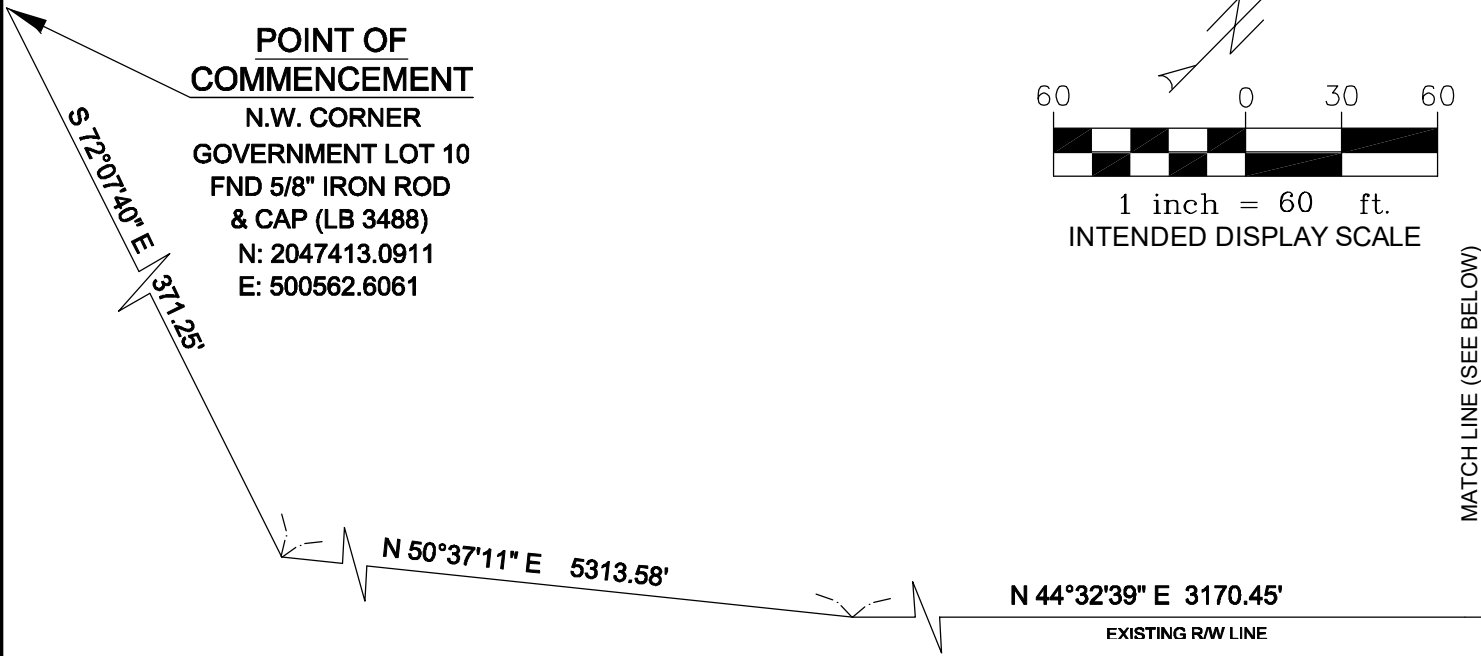 POINT OF
COMMENCEMENT
N.W. CORNER
GOVERNMENT LOT 10
FND 5/8" IRON ROD
& CAP (LB 3488)
N: 2047413.0911
E: 500562.6061
S 72°07'40" E 371.25'
N
60 0 30 60
1 inch = 60 ft.
INTENDED DISPLAY SCALE
MATCH LINE (SEE BELOW)
N 50°37'11" E 5313.58'
N 44°32'39" E 3170.45'
EXISTING R/W LINE